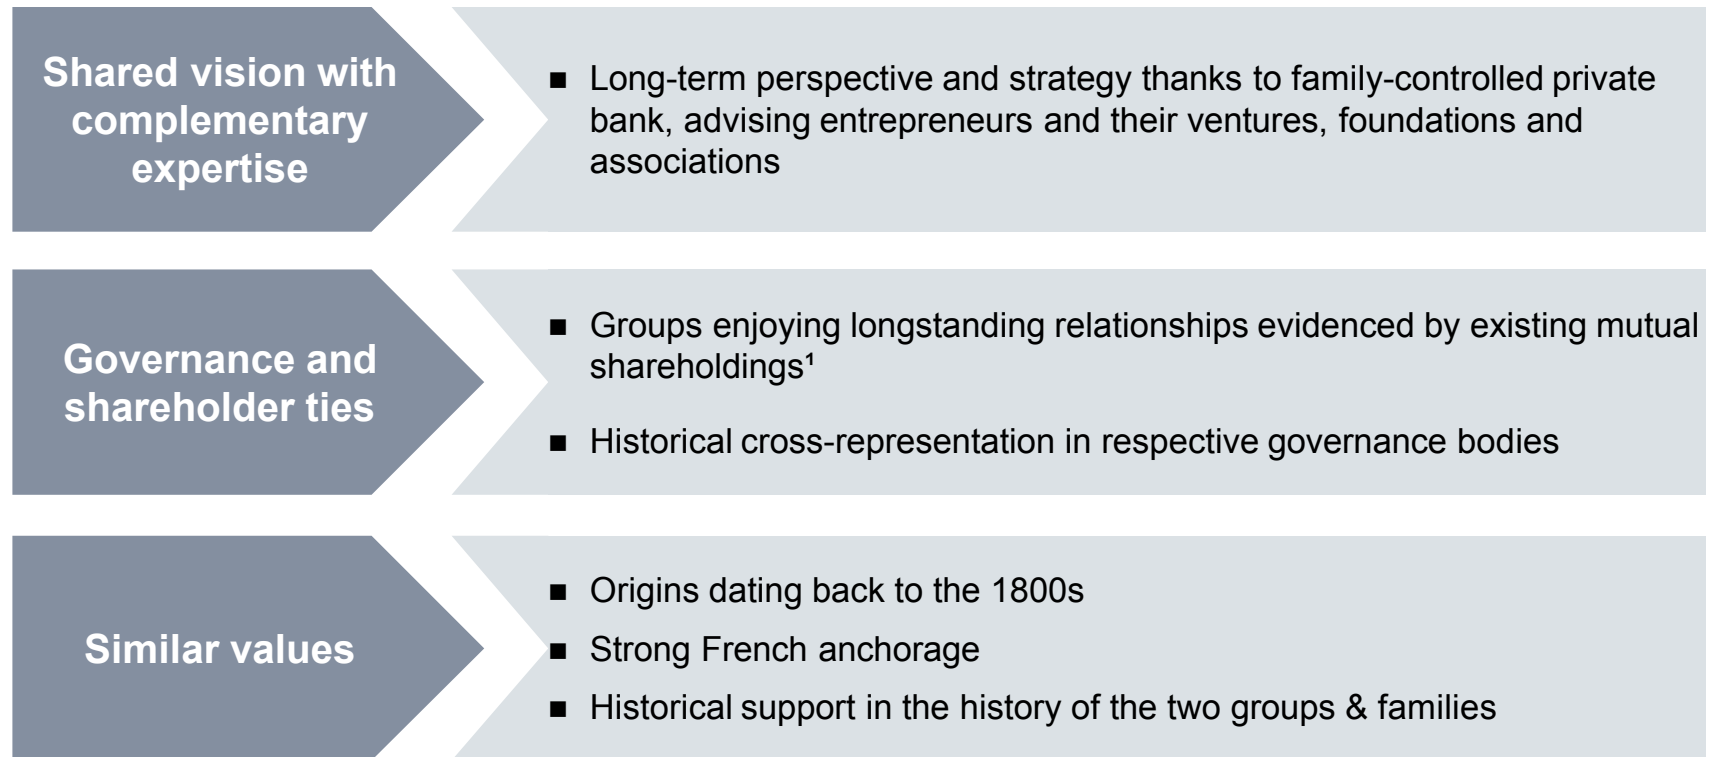 Shared vision with
complementary
expertise
■ Long-term perspective and strategy thanks to family-controlled private
bank, advising entrepreneurs and their ventures, foundations and
associations
Governance and
shareholder ties
■ Groups enjoying longstanding relationships evidenced by existing mutual
shareholdings¹
■ Historical cross-representation in respective governance bodies
Similar values
■ Origins dating back to the 1800s
■ Strong French anchorage
■ Historical support in the history of the two groups & families